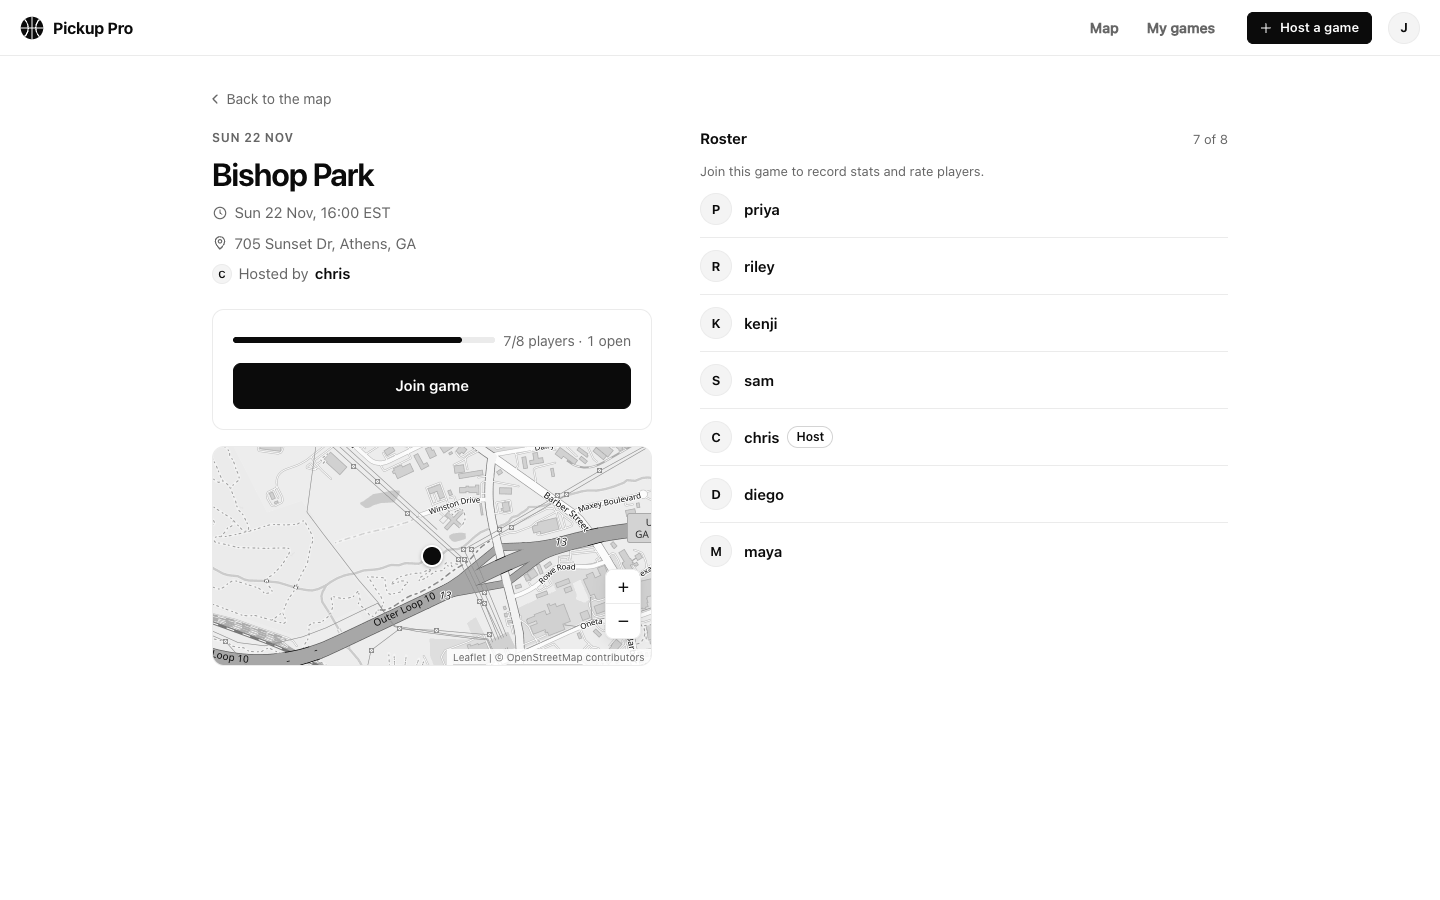 Pickup Pro
Map
My games
+ Host a game
J
Back to the map
SUN 22 NOV
Bishop Park
Sun 22 Nov, 16:00 EST
705 Sunset Dr, Athens, GA
C Hosted by chris
7/8 players · 1 open
Join game
Winston Drive
Barber Street
Maxey Boulevard
U
GA
13
Rowe Road
Outer Loop 10
13
Oneta
Loop 10
+
−
Leaflet | © OpenStreetMap contributors
Roster
7 of 8
Join this game to record stats and rate players.
P priya
R riley
K kenji
S sam
C chris Host
D diego
M maya